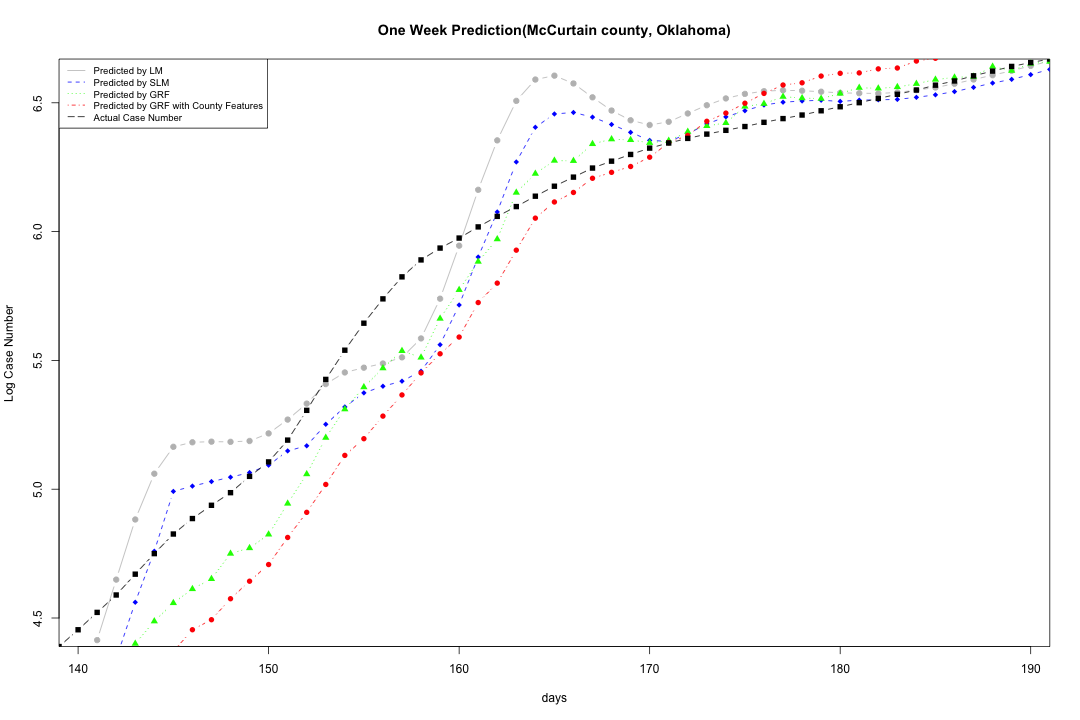 One Week Prediction(McCurtain county, Oklahoma)
Predicted by LM
Predicted by SLM
Predicted by GRF
Predicted by GRF with County Features
Actual Case Number
Log Case Number
6.5
6.0
5.5
5.0
4.5
140 150 160 170 180 190
days